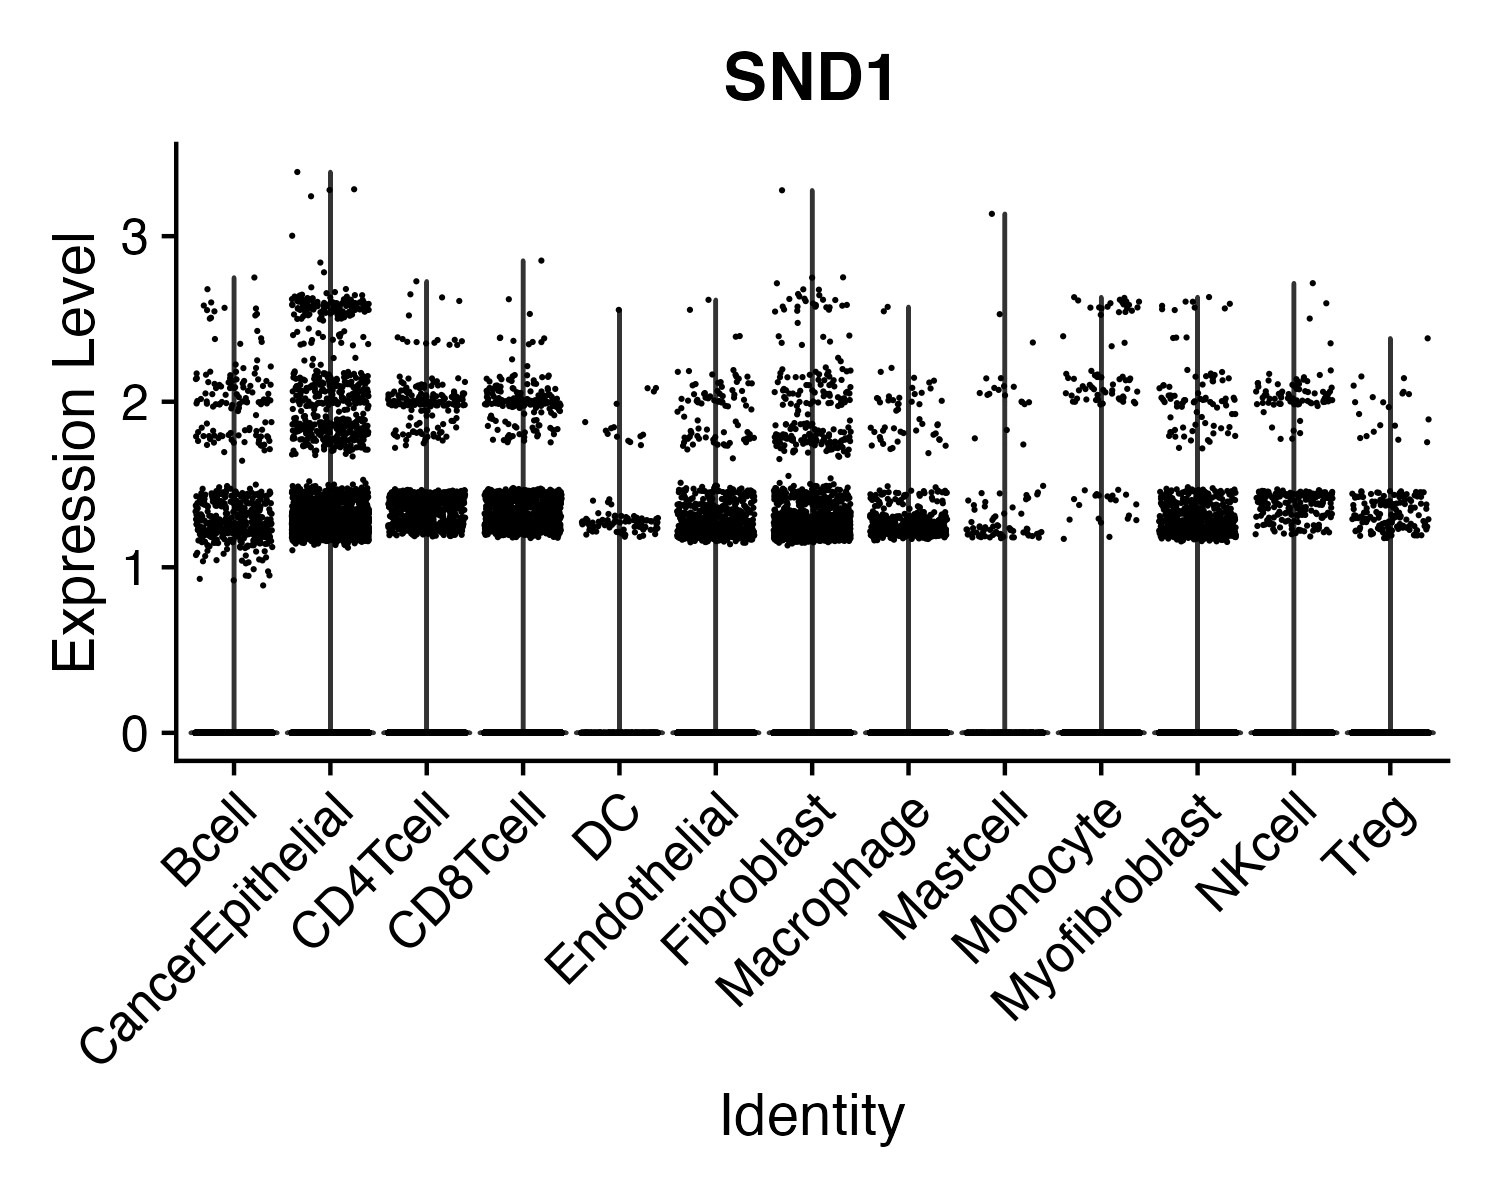 SND1
Expression Level
3
2
1
0
Bcell
CancerEpithelial
CD4Tcell
CD8Tcell
DC
Endothelial
Fibroblast
Macrophage
Mastcell
Monocyte
Myofibroblast
NKcell
Treg
Identity